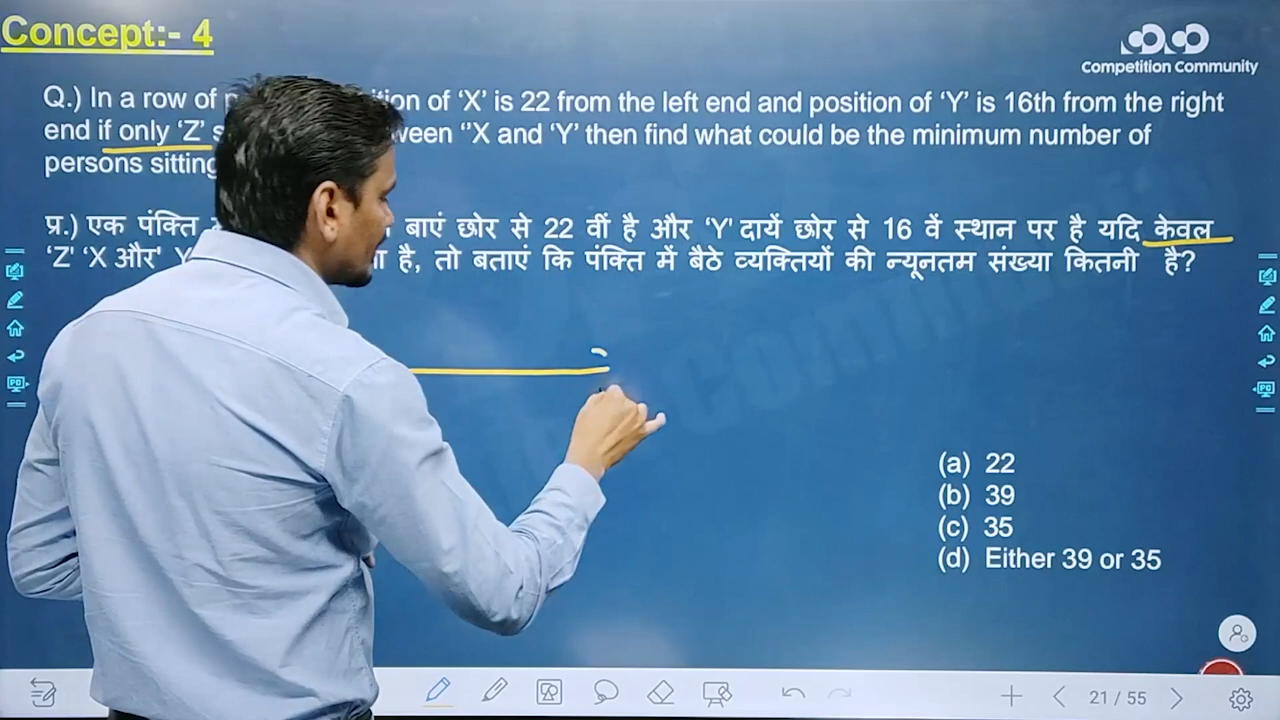 Concept:- 4
Competition Community
Q.) In a row of ition of ‘X’ is 22 from the left end and position of ‘Y’ is 16th from the right
end if only ‘Z’ ween ‘'X and ‘Y’ then find what could be the minimum number of
persons sitting
प्र.) एक पंक्ति बाएं छोर से 22 वीं है और ‘Y' दायें छोर से 16 वें स्थान पर है यदि केवल
‘Z' ‘X और' Y है, तो बताएं कि पंक्ति में बैठे व्यक्तियों की न्यूनतम संख्या कितनी है?
(a) 22
(b) 39
(c) 35
(d) Either 39 or 35
21 / 55